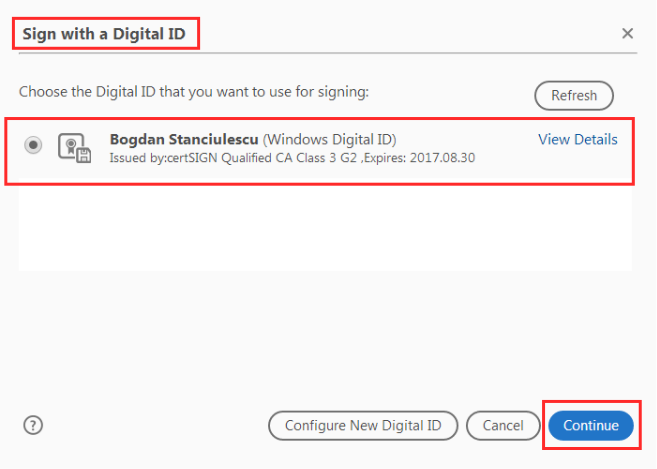 Sign with a Digital ID
Choose the Digital ID that you want to use for signing:
Refresh
Bogdan Stanciulescu (Windows Digital ID)
View Details
Issued by:certSIGN Qualified CA Class 3 G2 ,Expires: 2017.08.30
?
Configure New Digital ID
Cancel
Continue